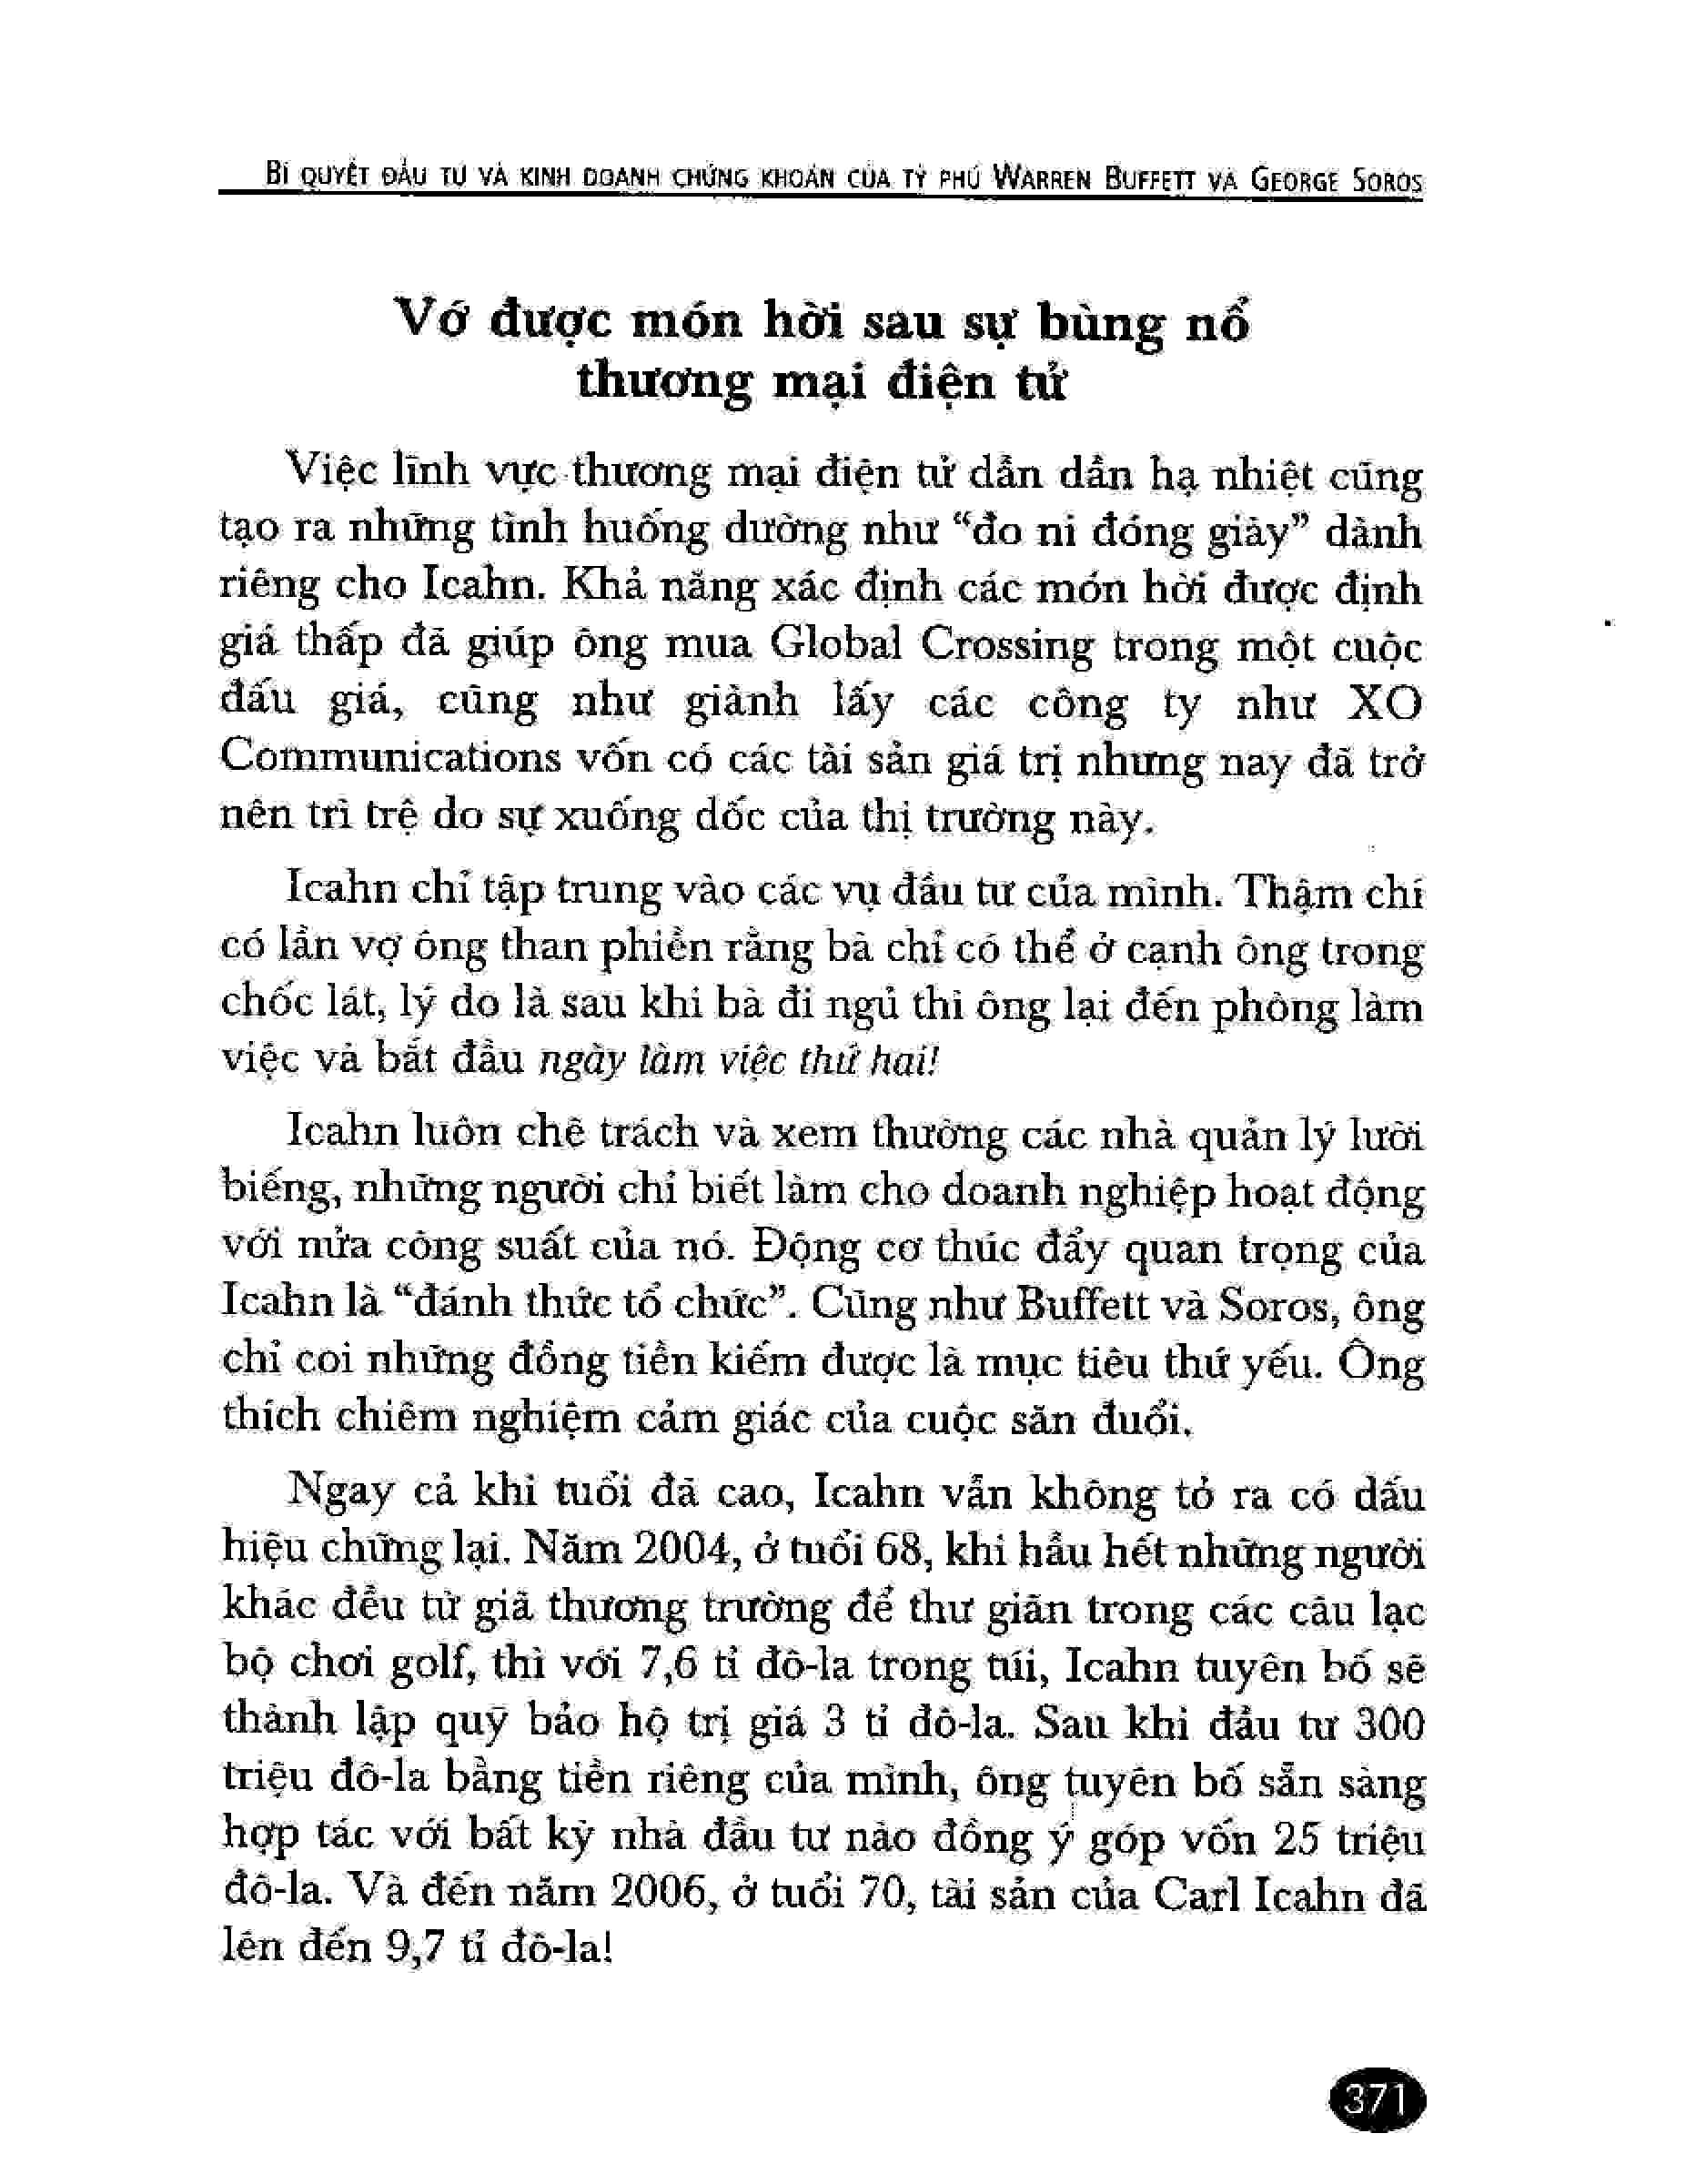 BÍ QUYẾT ĐẦU TƯ VÀ KINH DOANH CHỨNG KHOÁN CỦA TỶ PHÚ WARREN BUFFETT VÀ GEORGE SOROS
Vớ được món hời sau sự bùng nổ
thương mại điện tử
Việc lĩnh vực thương mại điện tử dần dần hạ nhiệt cũng
tạo ra những tình huống dường như “đo ni đóng giày” dành
riêng cho Icahn. Khả năng xác định các món hời được định
giá thấp đã giúp ông mua Global Crossing trong một cuộc
đấu giá, cũng như giành lấy các công ty như XO
Communications vốn có các tài sản giá trị nhưng nay đã trở
nên trì trệ do sự xuống dốc của thị trường này.
Icahn chỉ tập trung vào các vụ đầu tư của mình. Thậm chí
có lần vợ ông than phiền rằng bà chỉ có thể ở cạnh ông trong
chốc lát, lý do là sau khi bà đi ngủ thì ông lại đến phòng làm
việc và bắt đầu ngày làm việc thứ hai!
Icahn luôn chê trách và xem thường các nhà quản lý lười
biếng, những người chỉ biết làm cho doanh nghiệp hoạt động
với nửa công suất của nó. Động cơ thúc đẩy quan trọng của
Icahn là “đánh thức tổ chức”. Cũng như Buffett và Soros, ông
chỉ coi những đồng tiền kiếm được là mục tiêu thứ yếu. Ông
thích chiêm nghiệm cảm giác của cuộc săn đuổi.
Ngay cả khi tuổi đã cao, Icahn vẫn không tỏ ra có dấu
hiệu chững lại. Năm 2004, ở tuổi 68, khi hầu hết những người
khác đều từ giã thương trường để thư giãn trong các câu lạc
bộ chơi golf, thì với 7,6 tỉ đô-la trong túi, Icahn tuyên bố sẽ
thành lập quỹ bảo hộ trị giá 3 tỉ đô-la. Sau khi đầu tư 300
triệu đô-la bằng tiền riêng của mình, ông tuyên bố sẵn sàng
hợp tác với bất kỳ nhà đầu tư nào đồng ý góp vốn 25 triệu
đô-la. Và đến năm 2006, ở tuổi 70, tài sản của Carl Icahn đã
lên đến 9,7 tỉ đô-la!
371